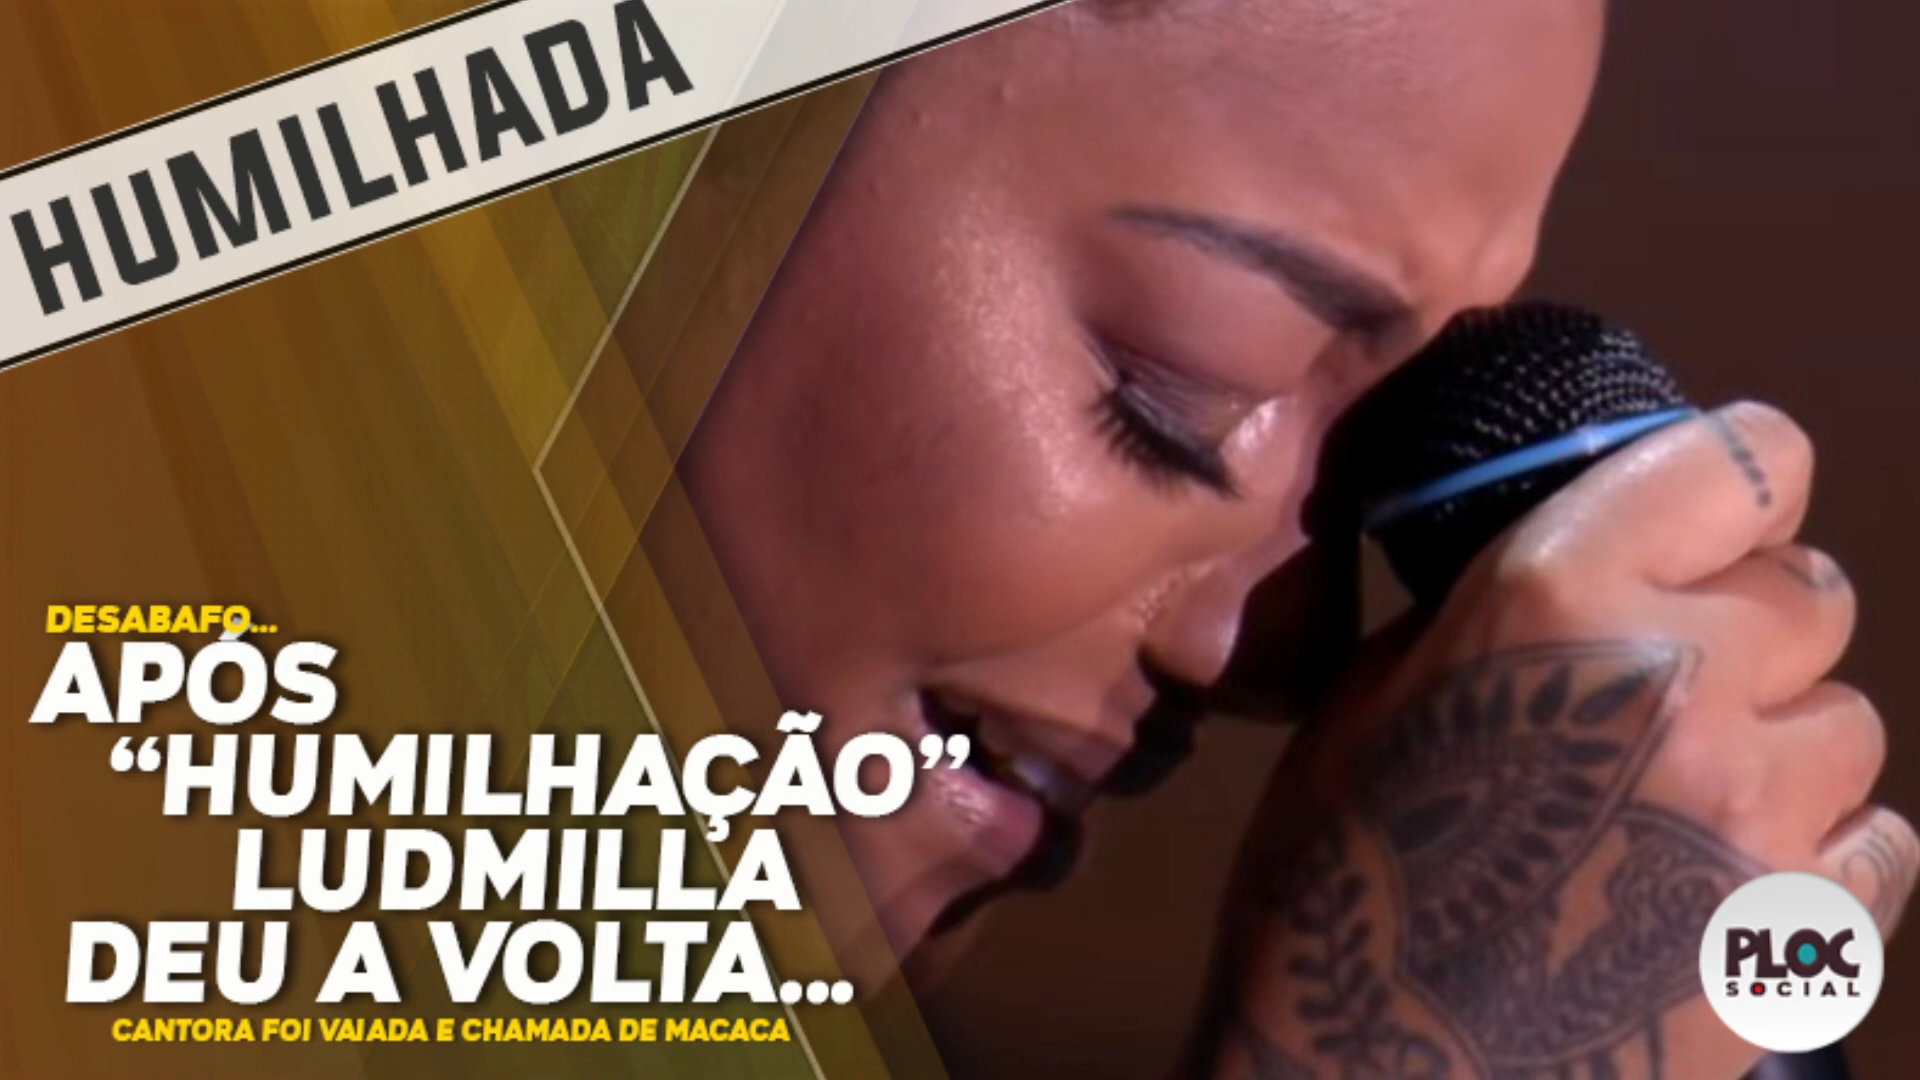 HUMILHADA
DESABAFO...
APÓS
“HUMILHAÇÃO”
LUDMILLA
DEU A VOLTA...
CANTORA FOI VAIADA E CHAMADA DE MACACA
PLOC
SOCIAL